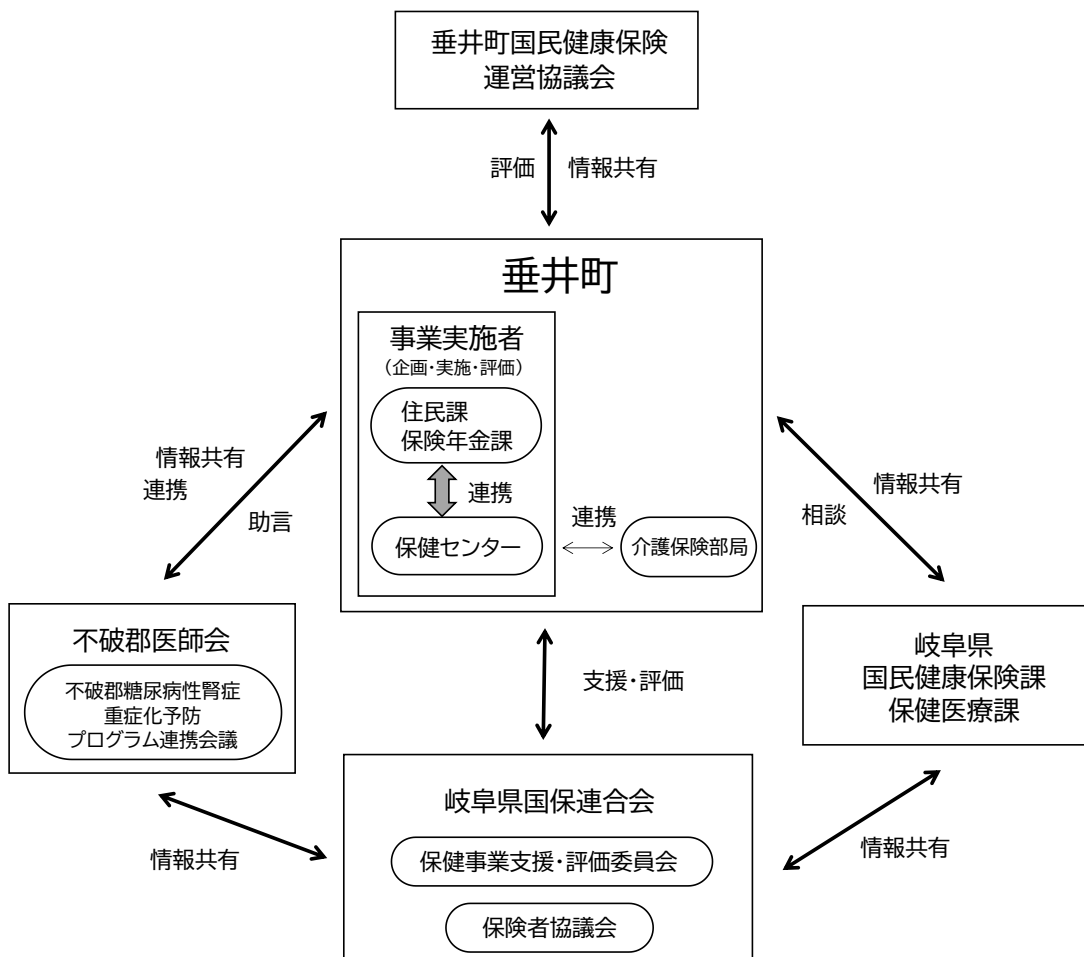 垂井町国民健康保険
運営協議会
評価
情報共有
垂井町
事業実施者
（企画・実施・評価）
住民課
保険年金課
連携
保健センター
連携
介護保険部局
情報共有
連携
助言
情報共有
相談
不破郡医師会
不破郡糖尿病性腎症
重症化予防
プログラム連携会議
支援・評価
岐阜県
国民健康保険課
保健医療課
岐阜県国保連合会
保健事業支援・評価委員会
保険者協議会
情報共有
情報共有